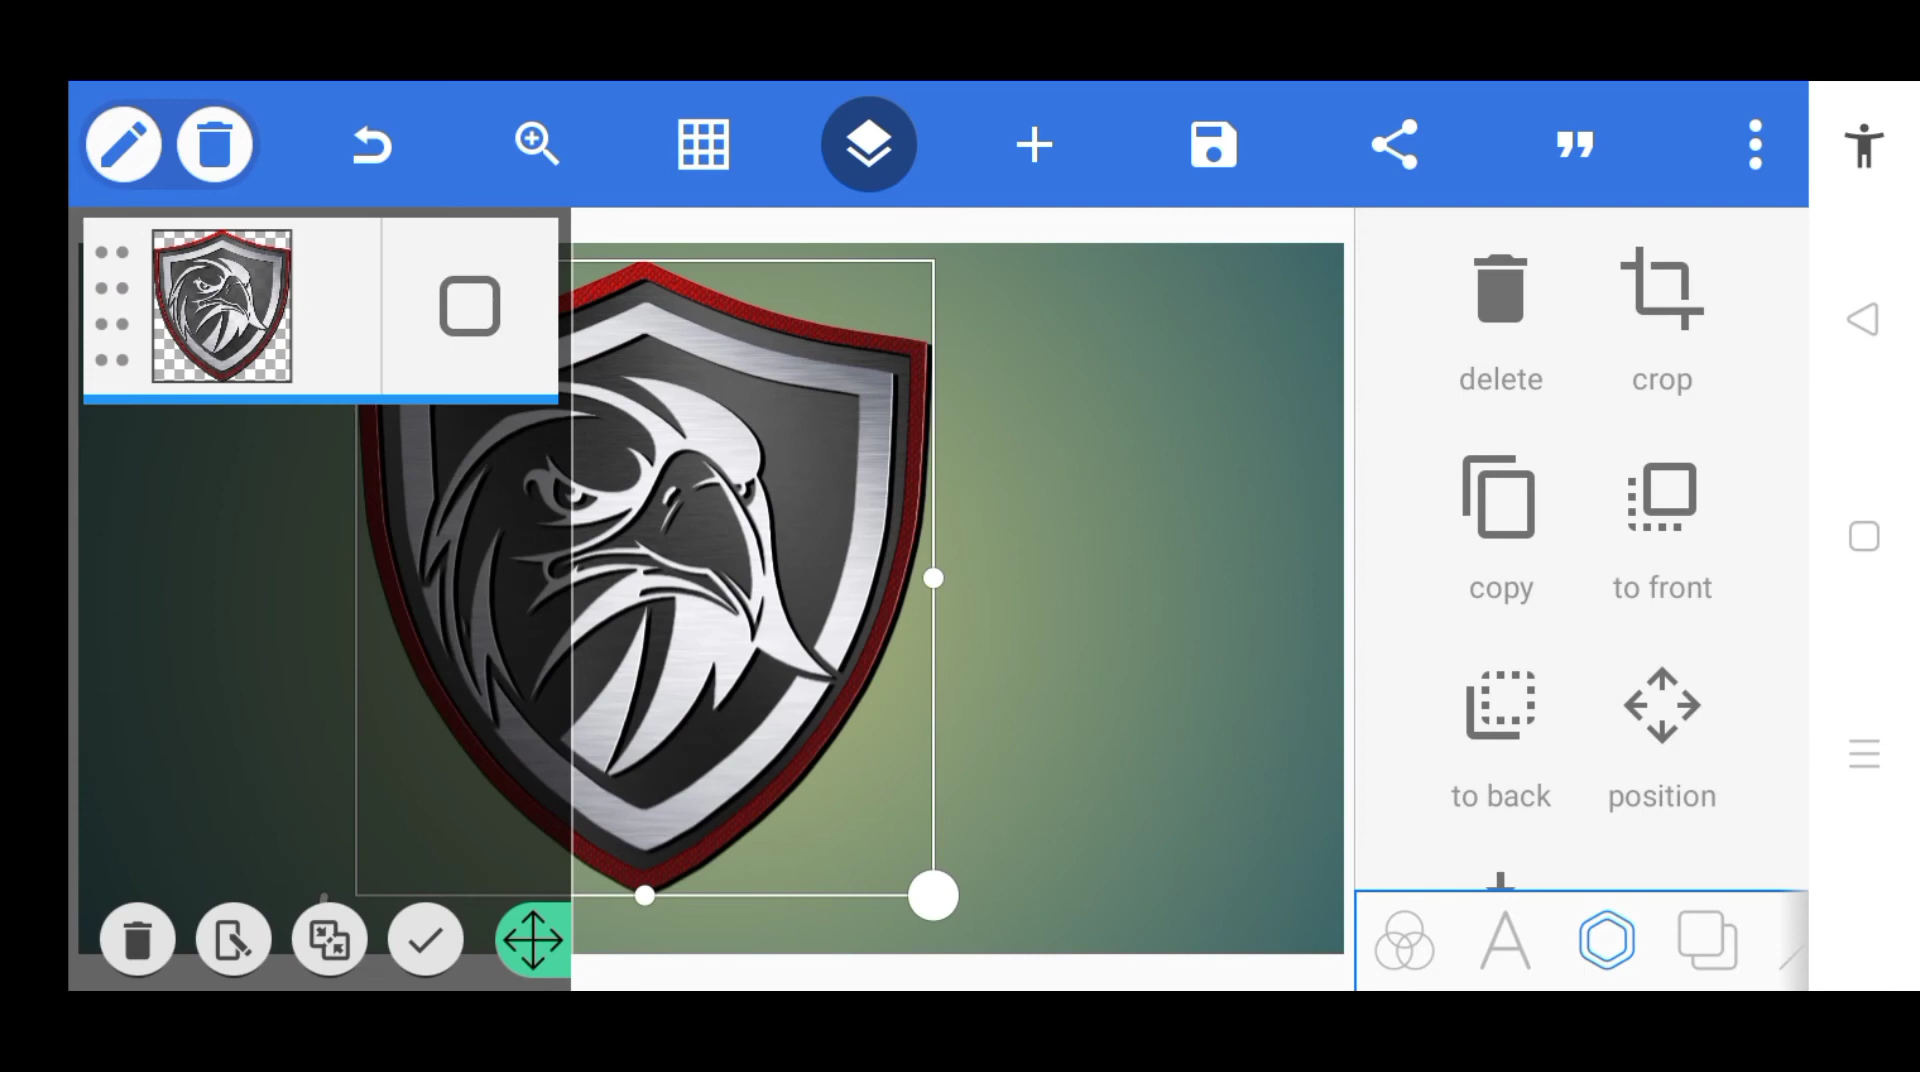 delete
crop
copy
to front
to back
position